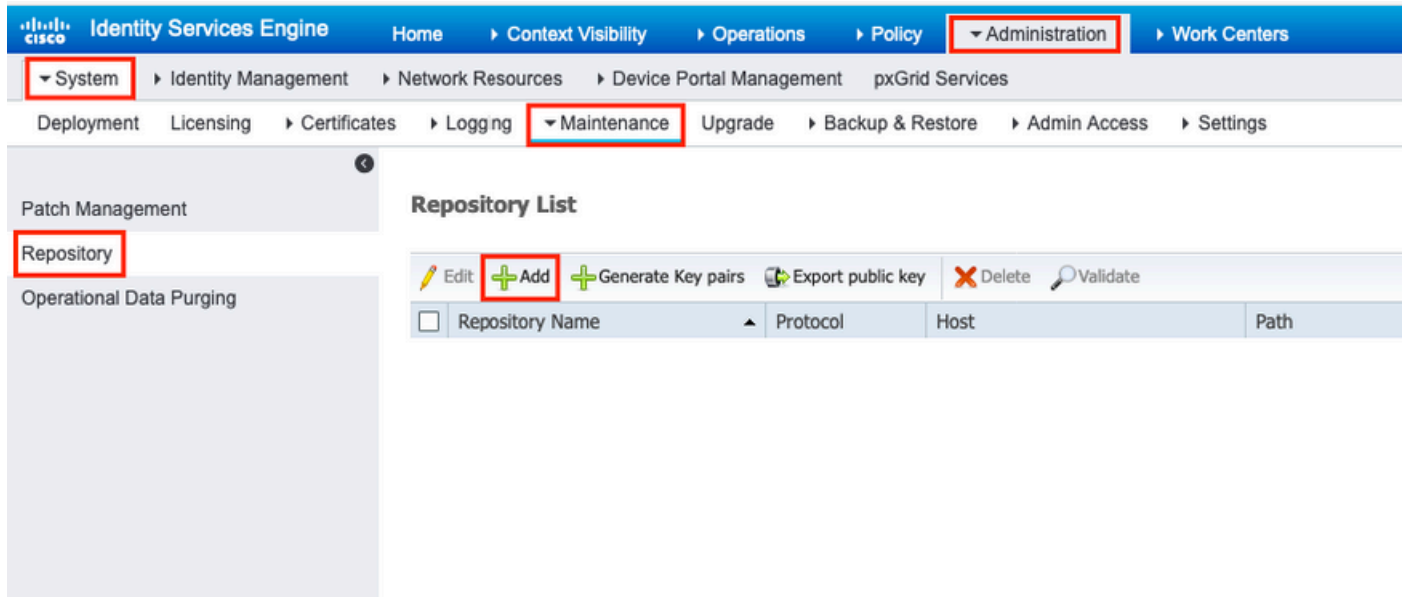 cisco Identity Services Engine Home Context Visibility Operations Policy Administration Work Centers
System Identity Management Network Resources Device Portal Management pxGrid Services
Deployment Licensing Certificates Logging Maintenance Upgrade Backup & Restore Admin Access Settings
Patch Management
Repository
Operational Data Purging
Repository List
Edit Add Generate Key pairs Export public key Delete Validate
Repository Name Protocol Host Path